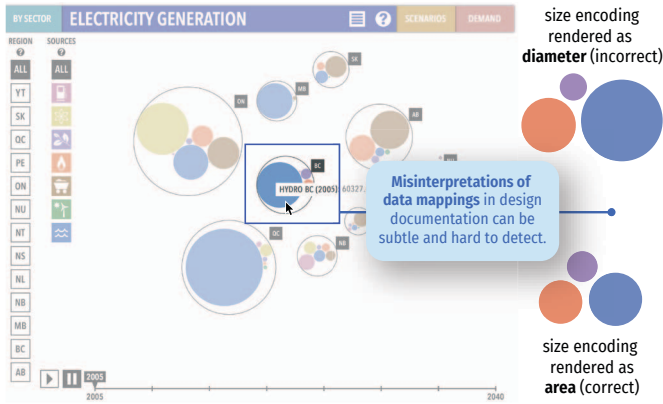 BY SECTOR
ELECTRICITY GENERATION
?
SCENARIOS
DEMAND
REGION
SOURCES
?
?
ALL
ALL
YT
SK
QC
PE
ON
NU
NT
NS
NL
NB
MB
BC
AB
SK
MB
ON
AB
BC
HYDRO BC (2005): 60327.
QC
NB
2005
2005
2040
Misinterpretations of
data mappings in design
documentation can be
subtle and hard to detect.
size encoding
rendered as
diameter (incorrect)
size encoding
rendered as
area (correct)